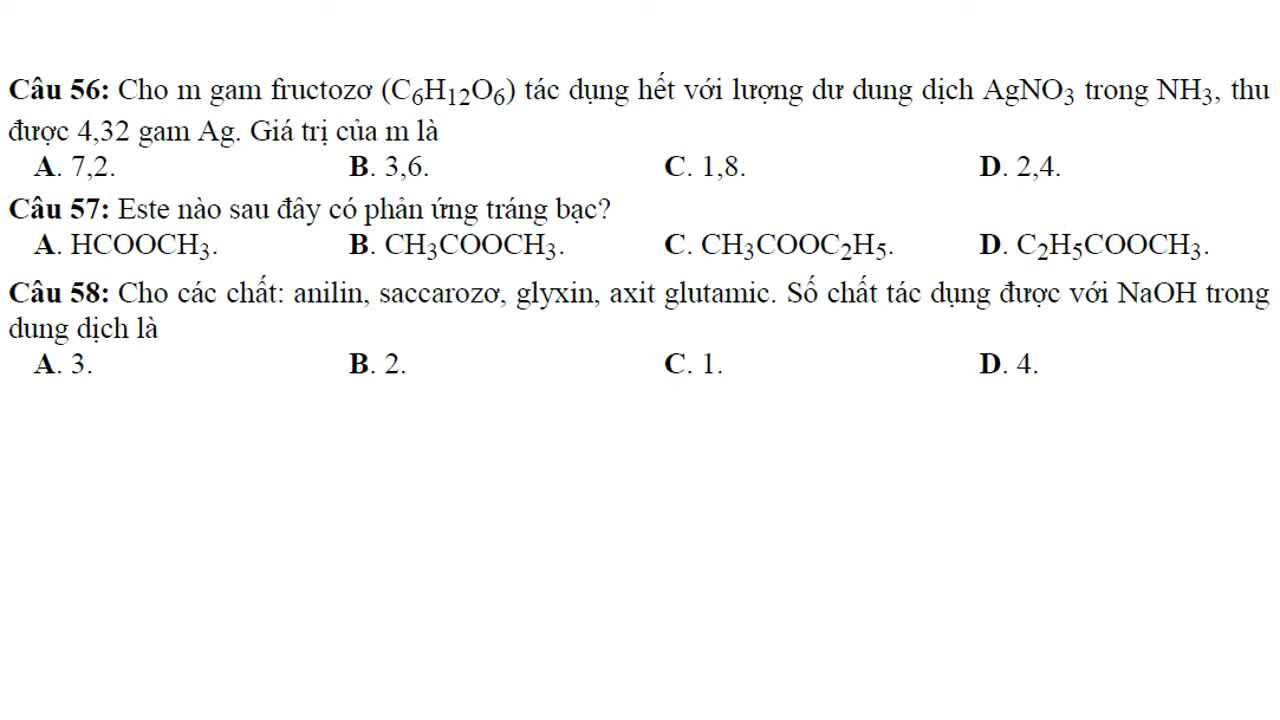 Câu 56: Cho m gam fructozơ (C₆H₁₂O₆) tác dụng hết với lượng dư dung dịch AgNO₃ trong NH₃, thu
được 4,32 gam Ag. Giá trị của m là
A. 7,2. B. 3,6. C. 1,8. D. 2,4.
Câu 57: Este nào sau đây có phản ứng tráng bạc?
A. HCOOCH₃. B. CH₃COOCH₃. C. CH₃COOC₂H₅. D. C₂H₅COOCH₃.
Câu 58: Cho các chất: anilin, saccarozơ, glyxin, axit glutamic. Số chất tác dụng được với NaOH trong
dung dịch là
A. 3. B. 2. C. 1. D. 4.